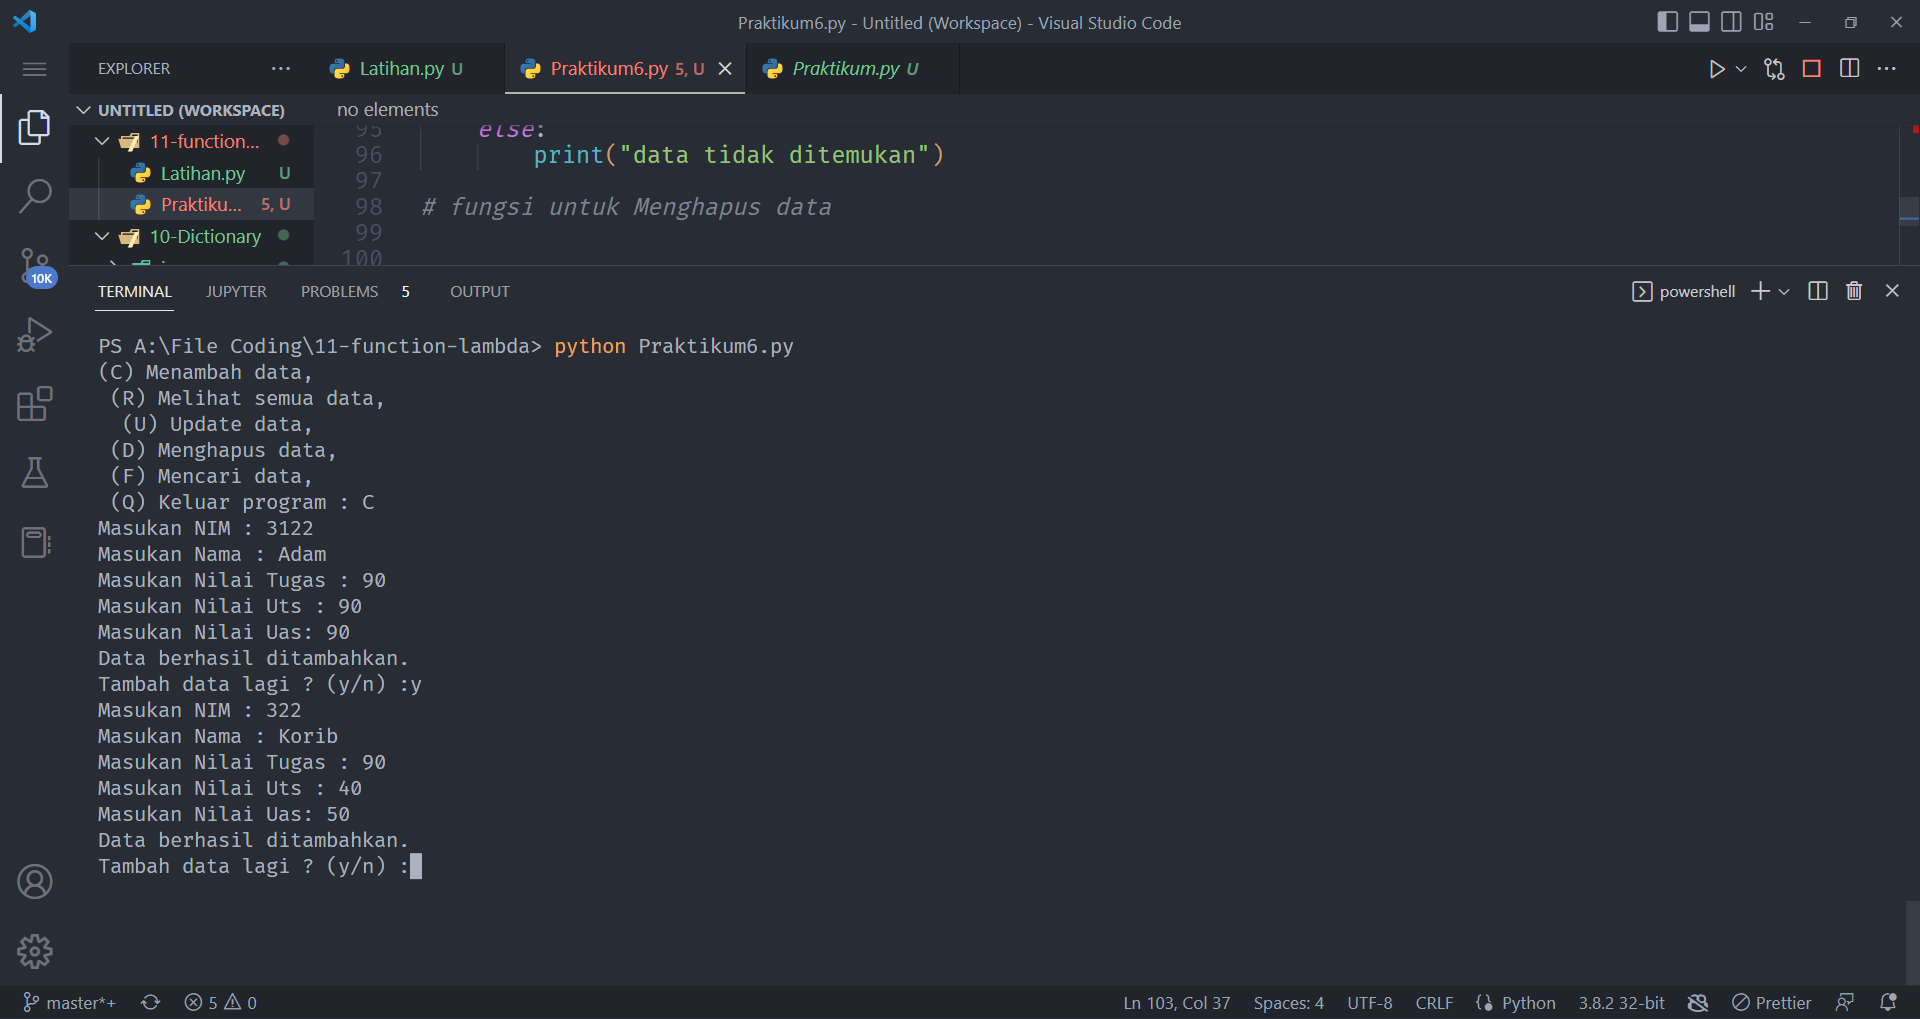 Praktikum6.py - Untitled (Workspace) - Visual Studio Code
EXPLORER
Latihan.py U
Praktikum6.py 5, U
Praktikum.py U
UNTITLED (WORKSPACE)
no elements
11-function...
Latihan.py U
Praktiku... 5, U
10-Dictionary
95 else:
96 print("data tidak ditemukan")
97
98 # fungsi untuk Menghapus data
99
100
10K
TERMINAL JUPYTER PROBLEMS 5 OUTPUT
powershell
PS A:\File Coding\11-function-lambda> python Praktikum6.py
(C) Menambah data,
(R) Melihat semua data,
(U) Update data,
(D) Menghapus data,
(F) Mencari data,
(Q) Keluar program : C
Masukan NIM : 3122
Masukan Nama : Adam
Masukan Nilai Tugas : 90
Masukan Nilai Uts : 90
Masukan Nilai Uas: 90
Data berhasil ditambahkan.
Tambah data lagi ? (y/n) :y
Masukan NIM : 322
Masukan Nama : Korib
Masukan Nilai Tugas : 90
Masukan Nilai Uts : 40
Masukan Nilai Uas: 50
Data berhasil ditambahkan.
Tambah data lagi ? (y/n) :
master*+ 5 0 Ln 103, Col 37 Spaces: 4 UTF-8 CRLF Python 3.8.2 32-bit Prettier